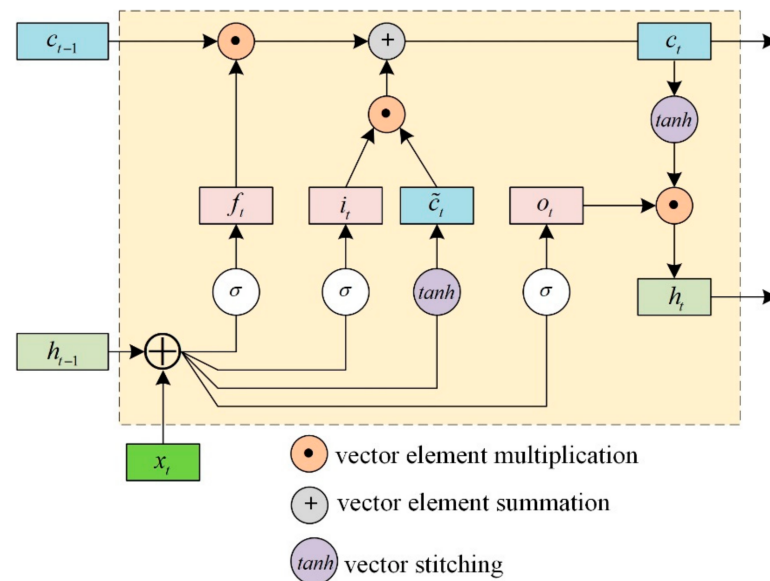 c_{t-1} • + c_t
tanh
•
f_t i_t c̃_t o_t •
σ σ tanh σ h_t
h_{t-1} +
x_t
• vector element multiplication
+ vector element summation
tanh vector stitching